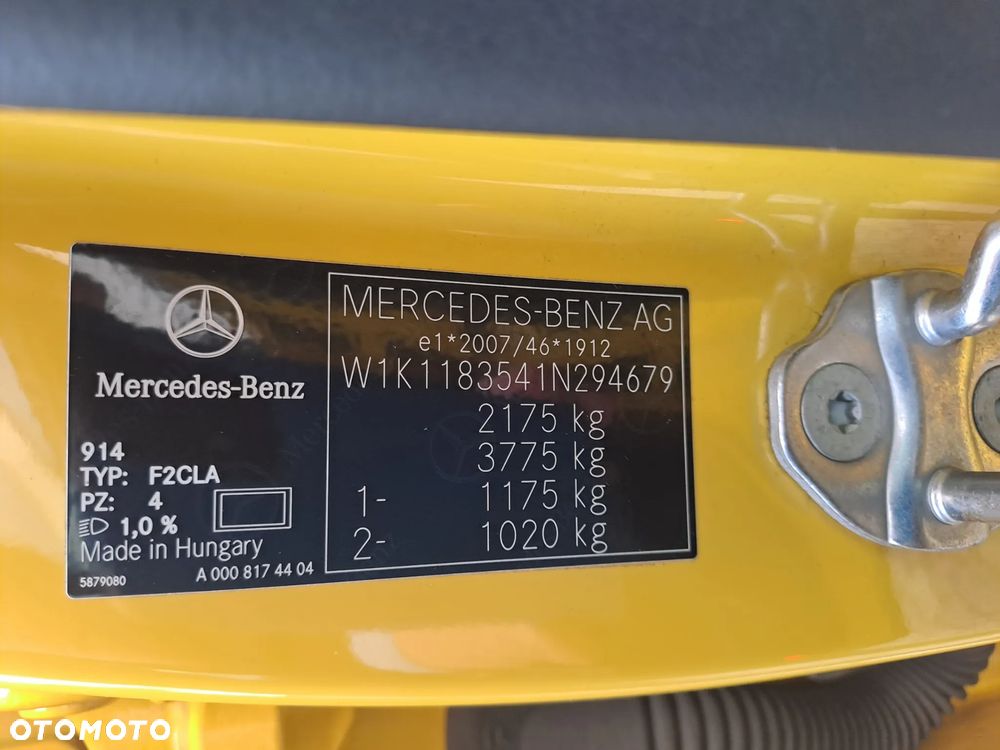 Mercedes-Benz
914
TYP: F2CLA
PZ: 4
1,0 %
Made in Hungary
5879080 A 000 817 44 04
MERCEDES-BENZ AG
e1*2007/46*1912
W1K1183541N294679
2175 kg
3775 kg
1- 1175 kg
2- 1020 kg
OTOMOTO